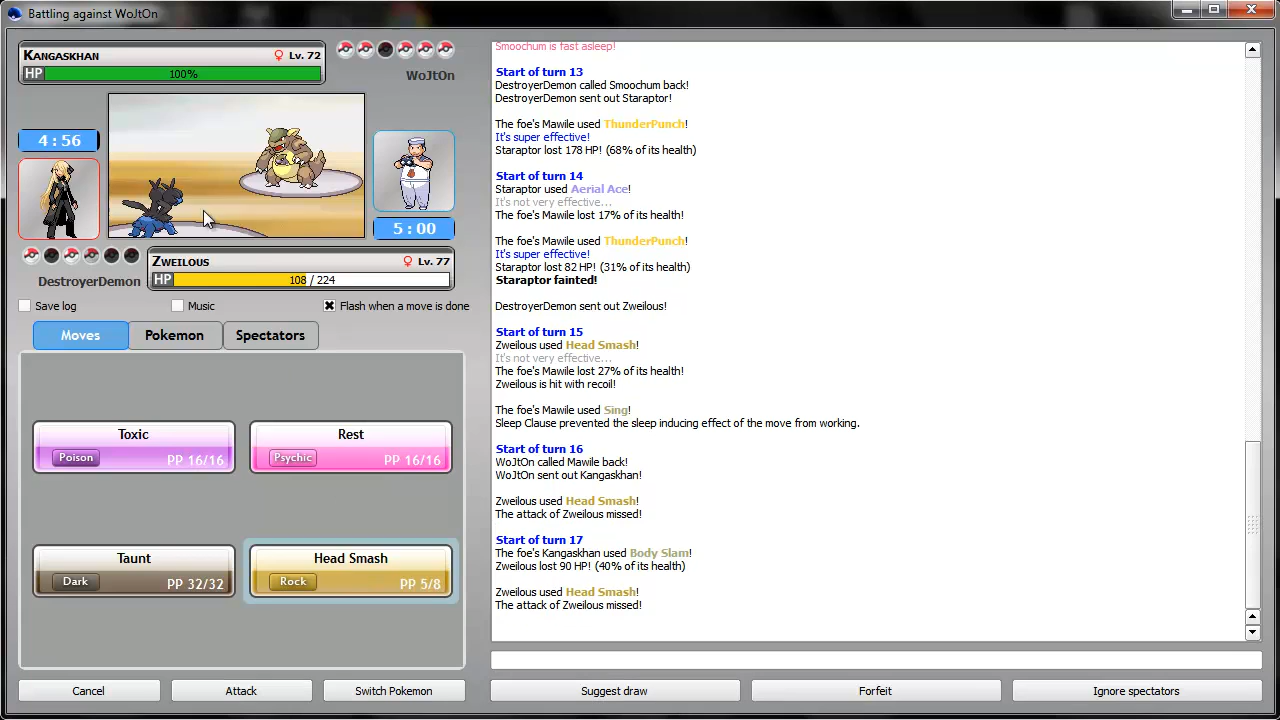 Battling against WoJtOn
KANGASKHAN ♀ Lv. 72
HP 100%
WoJtOn
4:56
5:00
ZWEILOUS ♀ Lv. 77
HP 108 / 224
DestroyerDemon
Save log
Music
Flash when a move is done
Moves
Pokemon
Spectators
Toxic
Poison PP 16/16
Rest
Psychic PP 16/16
Taunt
Dark PP 32/32
Head Smash
Rock PP 5/8
Cancel
Attack
Switch Pokemon
Smoochum is fast asleep!
Start of turn 13
DestroyerDemon called Smoochum back!
DestroyerDemon sent out Staraptor!
The foe's Mawile used ThunderPunch!
It's super effective!
Staraptor lost 178 HP! (68% of its health)
Start of turn 14
Staraptor used Aerial Ace!
It's not very effective...
The foe's Mawile lost 17% of its health!
The foe's Mawile used ThunderPunch!
It's super effective!
Staraptor lost 82 HP! (31% of its health)
Staraptor fainted!
DestroyerDemon sent out Zweilous!
Start of turn 15
Zweilous used Head Smash!
It's not very effective...
The foe's Mawile lost 27% of its health!
Zweilous is hit with recoil!
The foe's Mawile used Sing!
Sleep Clause prevented the sleep inducing effect of the move from working.
Start of turn 16
WoJtOn called Mawile back!
WoJtOn sent out Kangaskhan!
Zweilous used Head Smash!
The attack of Zweilous missed!
Start of turn 17
The foe's Kangaskhan used Body Slam!
Zweilous lost 90 HP! (40% of its health)
Zweilous used Head Smash!
The attack of Zweilous missed!
Suggest draw
Forfeit
Ignore spectators